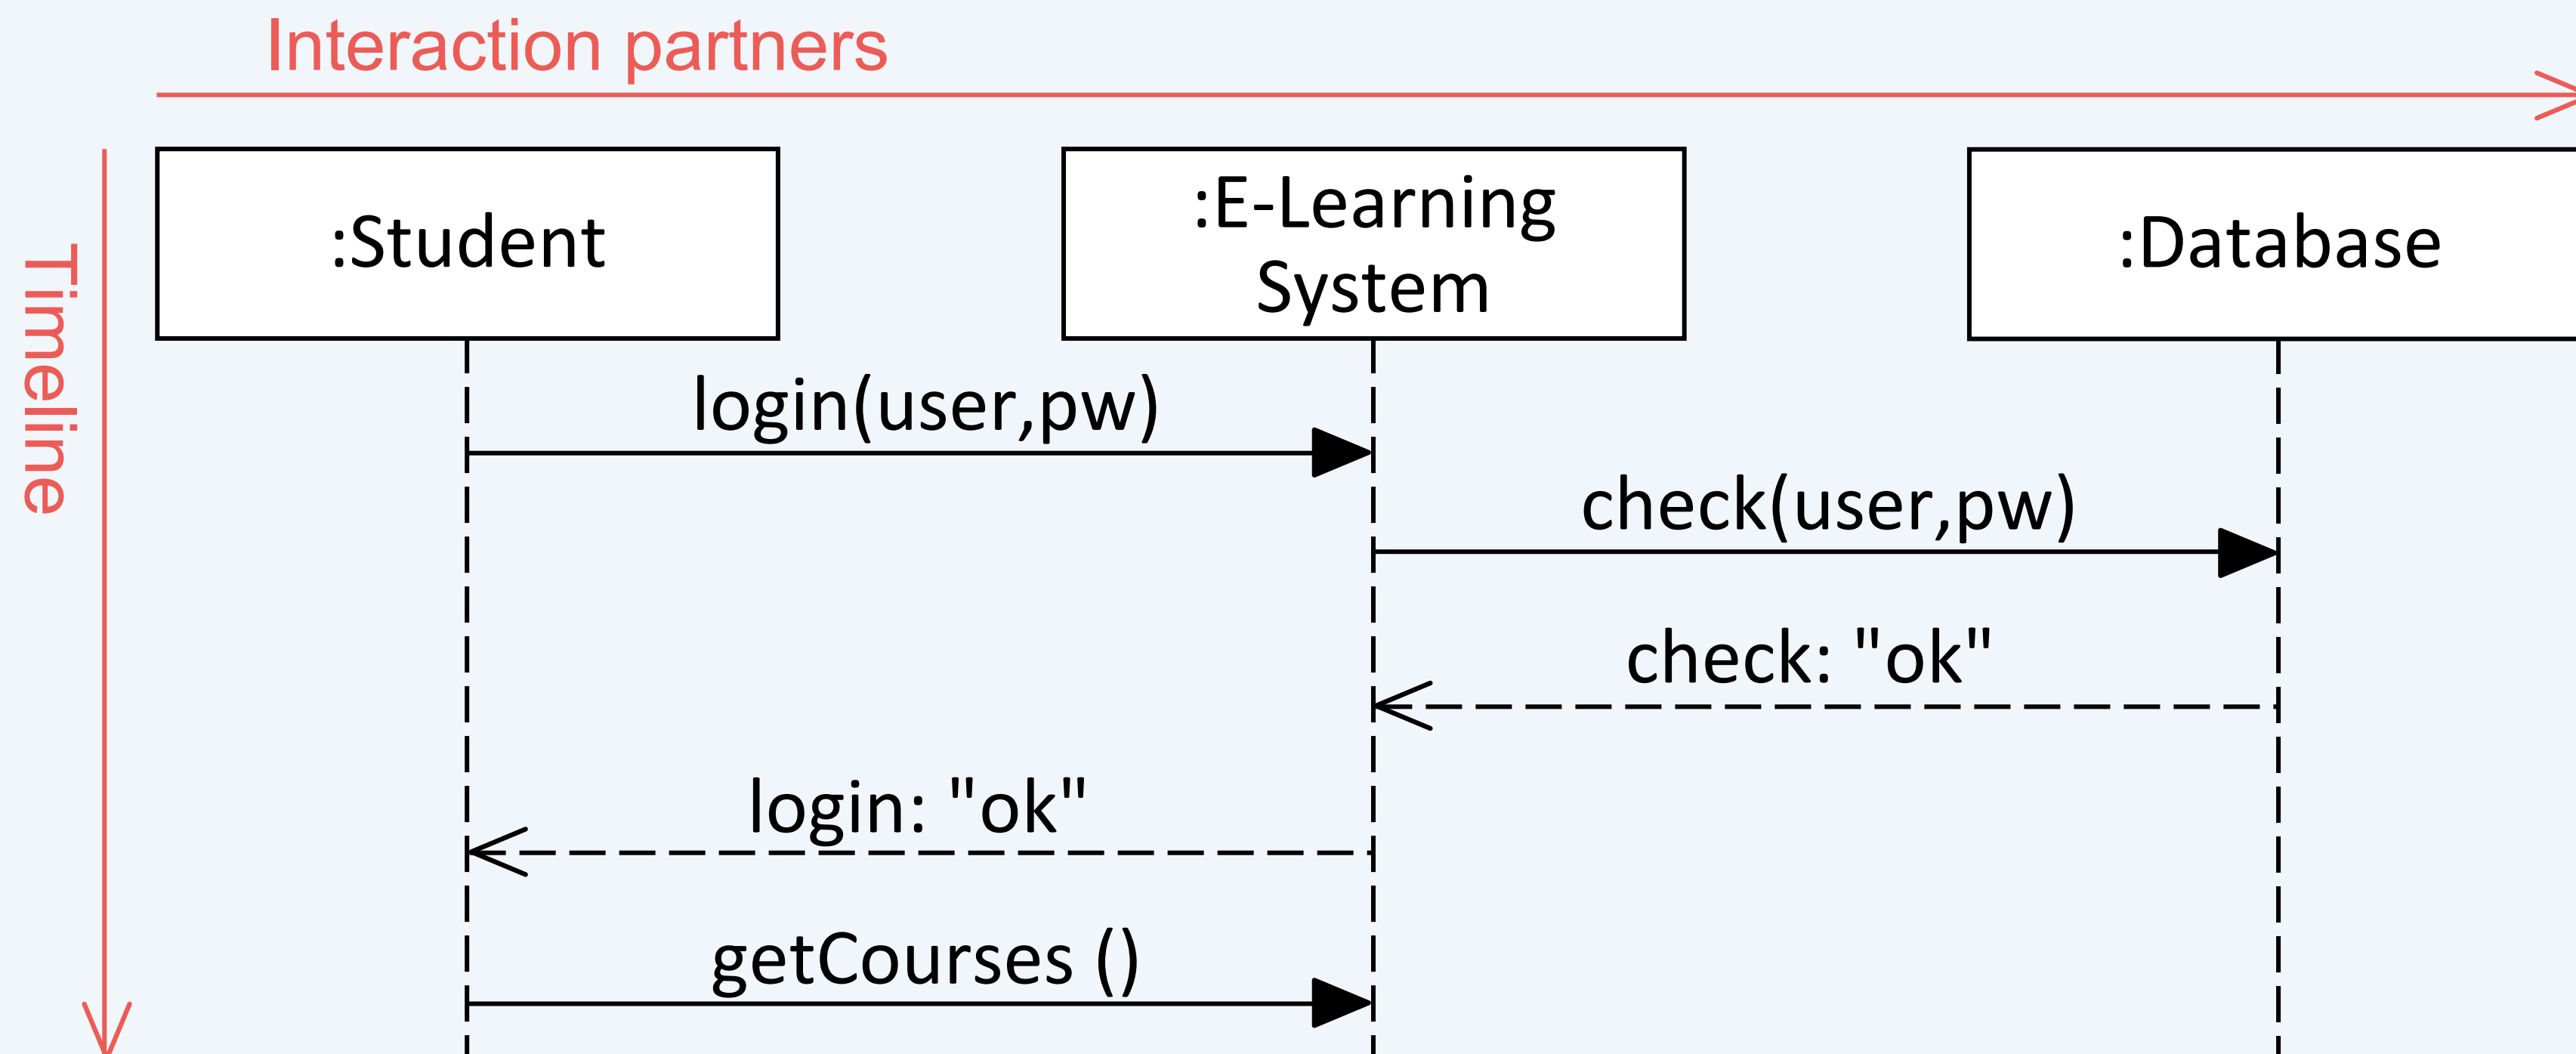 Interaction partners
Timeline
:Student
:E-Learning
System
:Database
login(user,pw)
check(user,pw)
check: "ok"
login: "ok"
getCourses ()